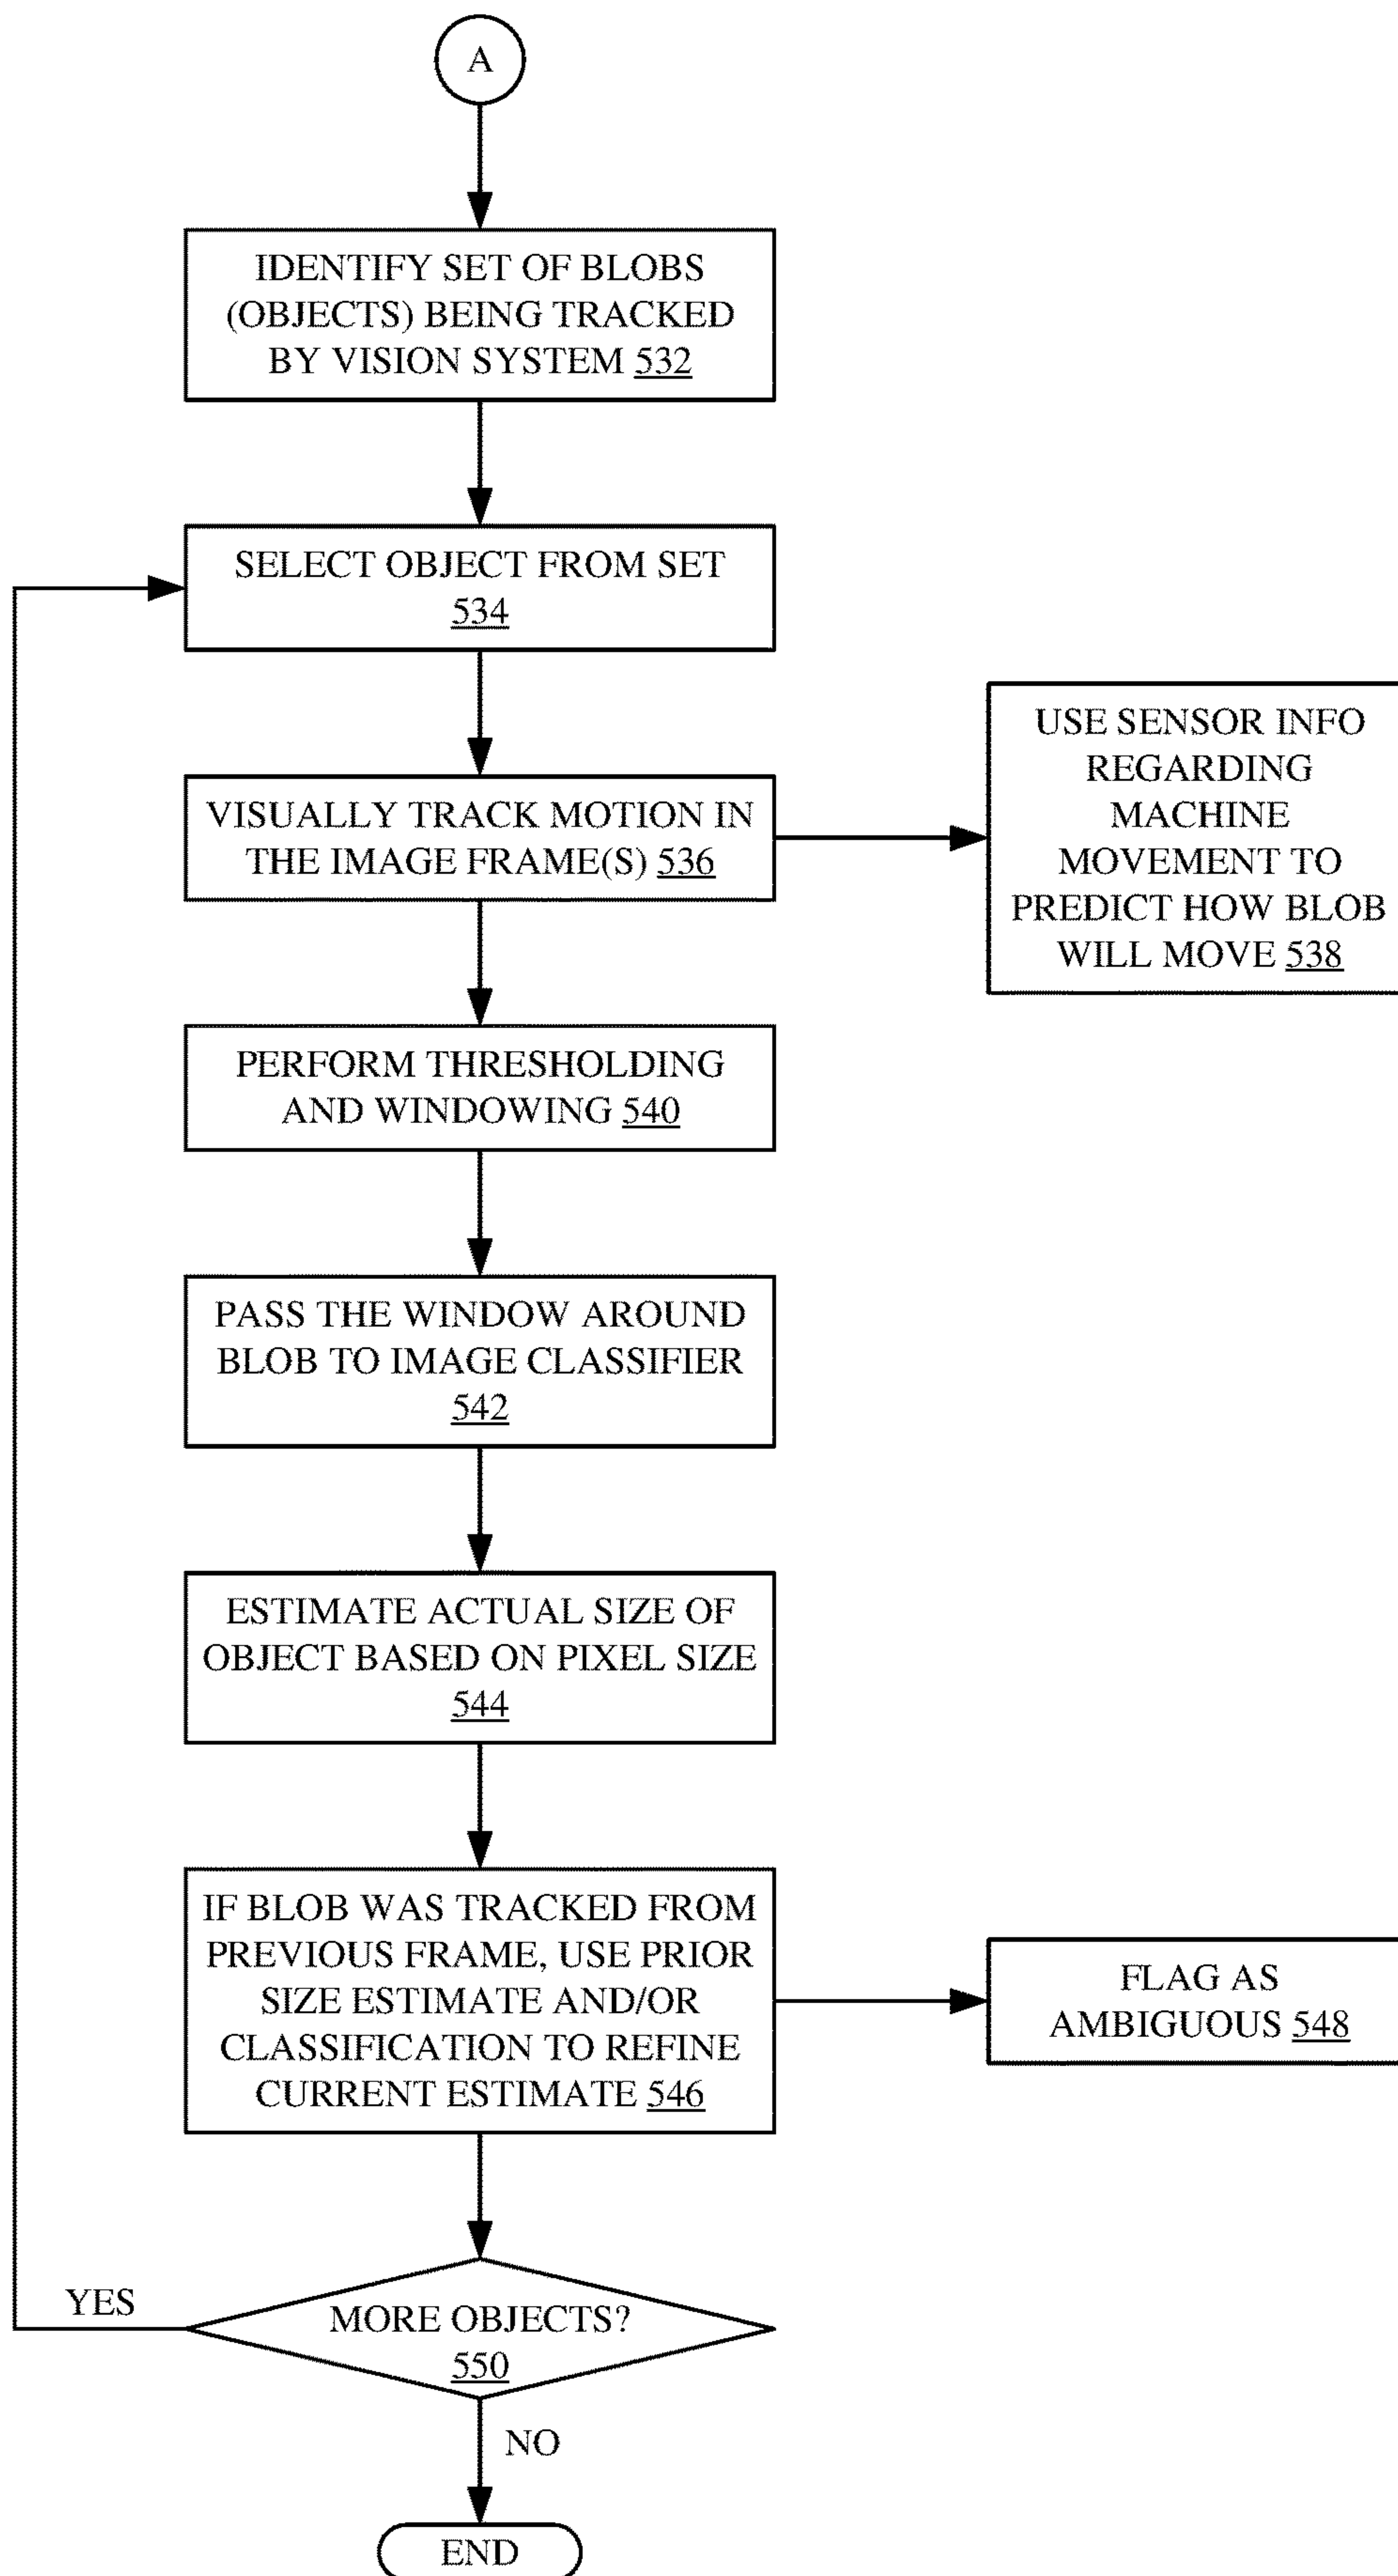 A
IDENTIFY SET OF BLOBS
(OBJECTS) BEING TRACKED
BY VISION SYSTEM 532
SELECT OBJECT FROM SET
534
VISUALLY TRACK MOTION IN
THE IMAGE FRAME(S) 536
USE SENSOR INFO
REGARDING
MACHINE
MOVEMENT TO
PREDICT HOW BLOB
WILL MOVE 538
PERFORM THRESHOLDING
AND WINDOWING 540
PASS THE WINDOW AROUND
BLOB TO IMAGE CLASSIFIER
542
ESTIMATE ACTUAL SIZE OF
OBJECT BASED ON PIXEL SIZE
544
IF BLOB WAS TRACKED FROM
PREVIOUS FRAME, USE PRIOR
SIZE ESTIMATE AND/OR
CLASSIFICATION TO REFINE
CURRENT ESTIMATE 546
FLAG AS
AMBIGUOUS 548
YES
MORE OBJECTS?
550
NO
END